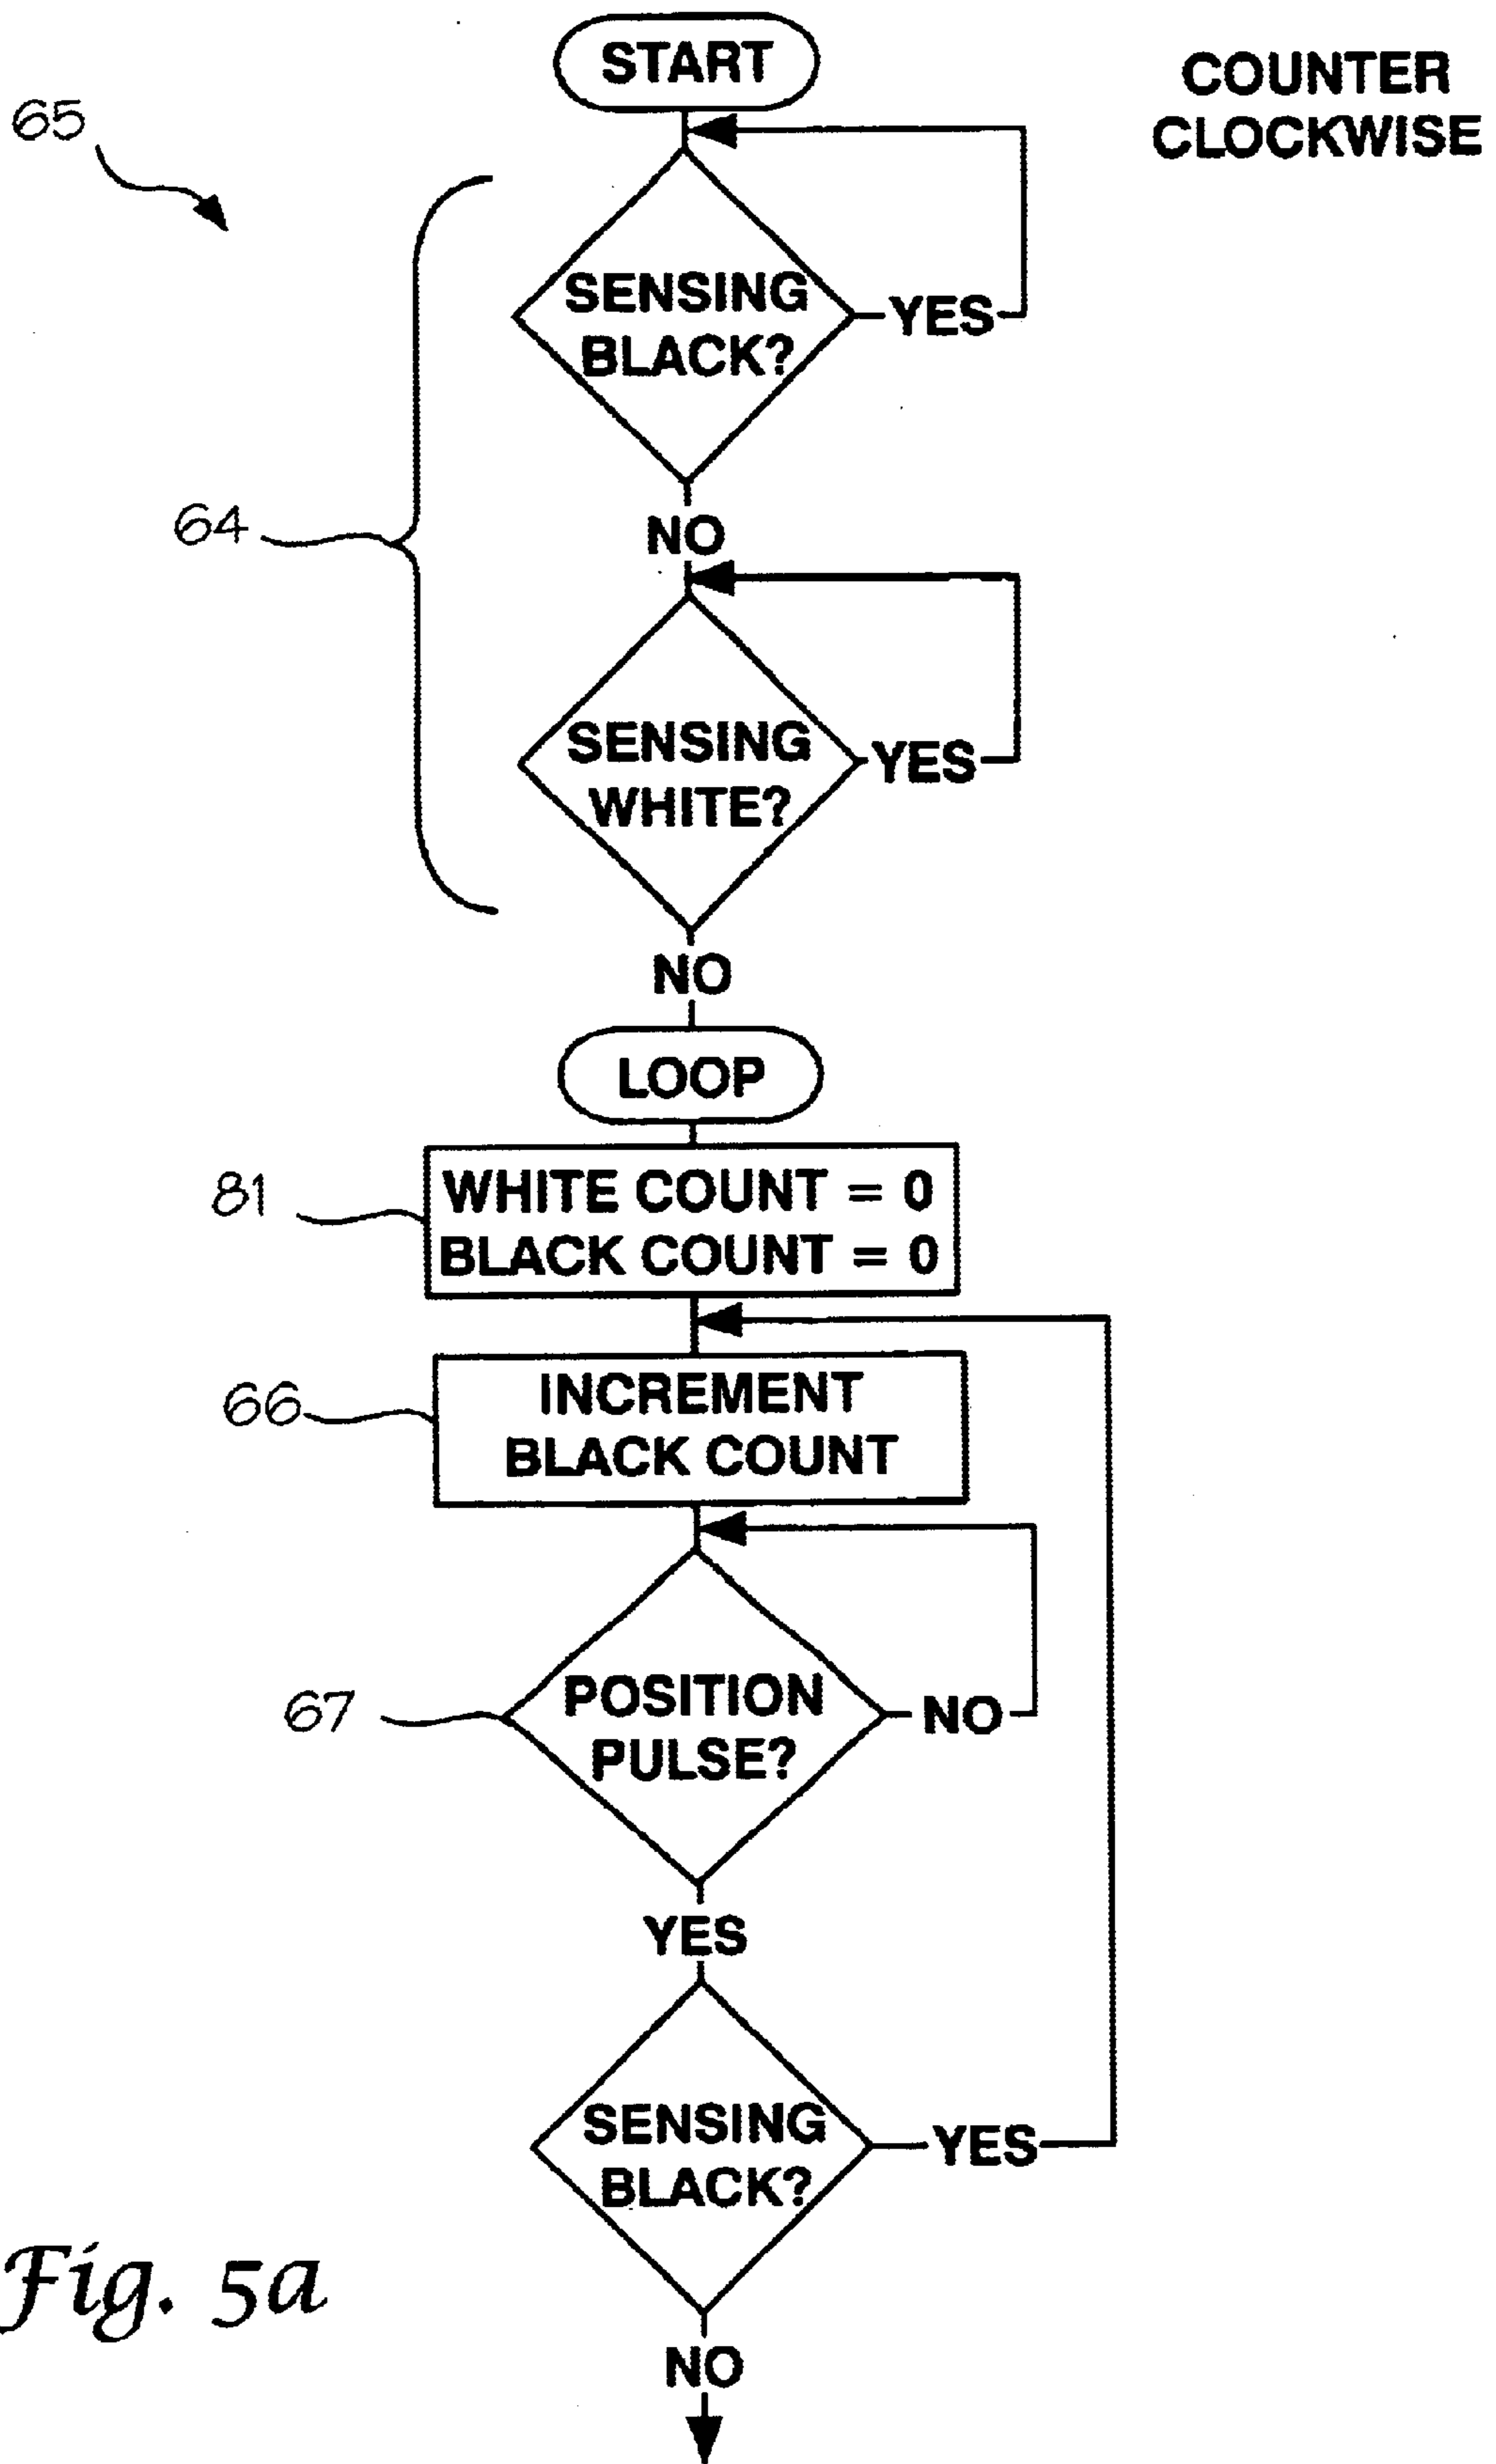 START
COUNTER
CLOCKWISE
65
SENSING
BLACK?
YES
64
NO
SENSING
WHITE?
YES
NO
LOOP
81
WHITE COUNT = 0
BLACK COUNT = 0
66
INCREMENT
BLACK COUNT
67
POSITION
PULSE?
NO
YES
SENSING
BLACK?
YES
Fig. 5a
NO